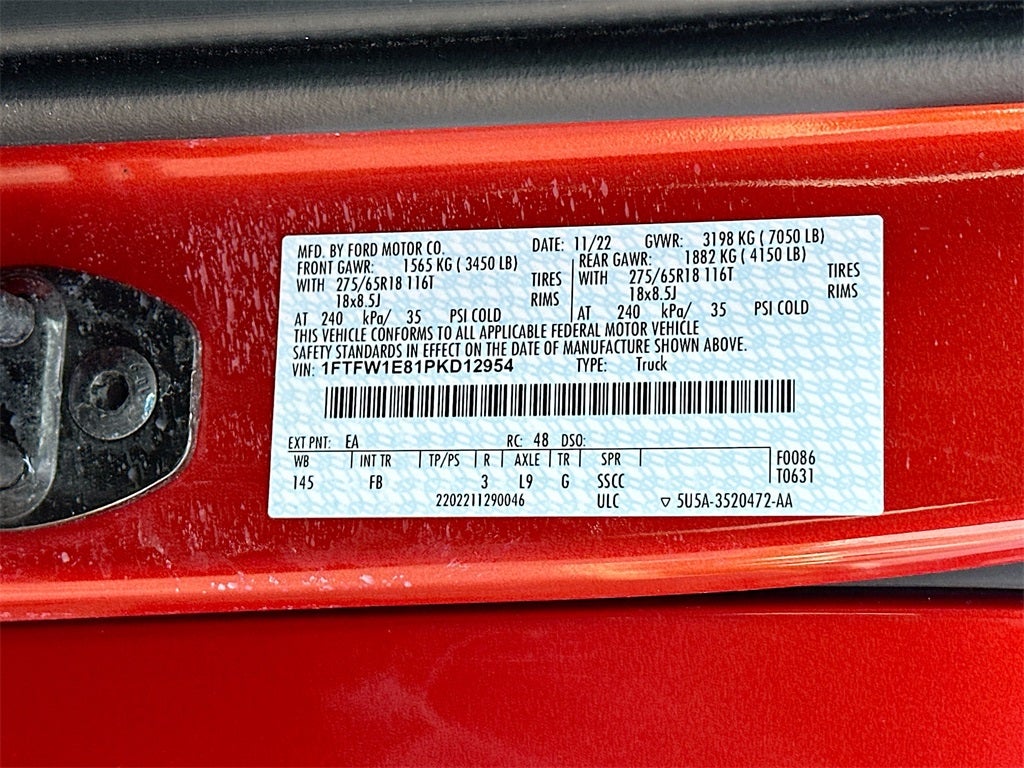 MFD. BY FORD MOTOR CO. DATE: 11/22 GVWR: 3198 KG ( 7050 LB)
FRONT GAWR: 1565 KG ( 3450 LB) REAR GAWR: 1882 KG ( 4150 LB)
WITH 275/65R18 116T TIRES WITH 275/65R18 116T TIRES
18x8.5J RIMS 18x8.5J RIMS
AT 240 kPa/ 35 PSI COLD AT 240 kPa/ 35 PSI COLD
THIS VEHICLE CONFORMS TO ALL APPLICABLE FEDERAL MOTOR VEHICLE
SAFETY STANDARDS IN EFFECT ON THE DATE OF MANUFACTURE SHOWN ABOVE.
VIN: 1FTFW1E81PKD12954 TYPE: Truck
EXT PNT: EA RC: 48 DSO:
WB INT TR TP/PS R AXLE TR SPR F0086
145 FB 3 L9 G SSCC T0631
2202211290046 ULC 5U5A-3520472-AA